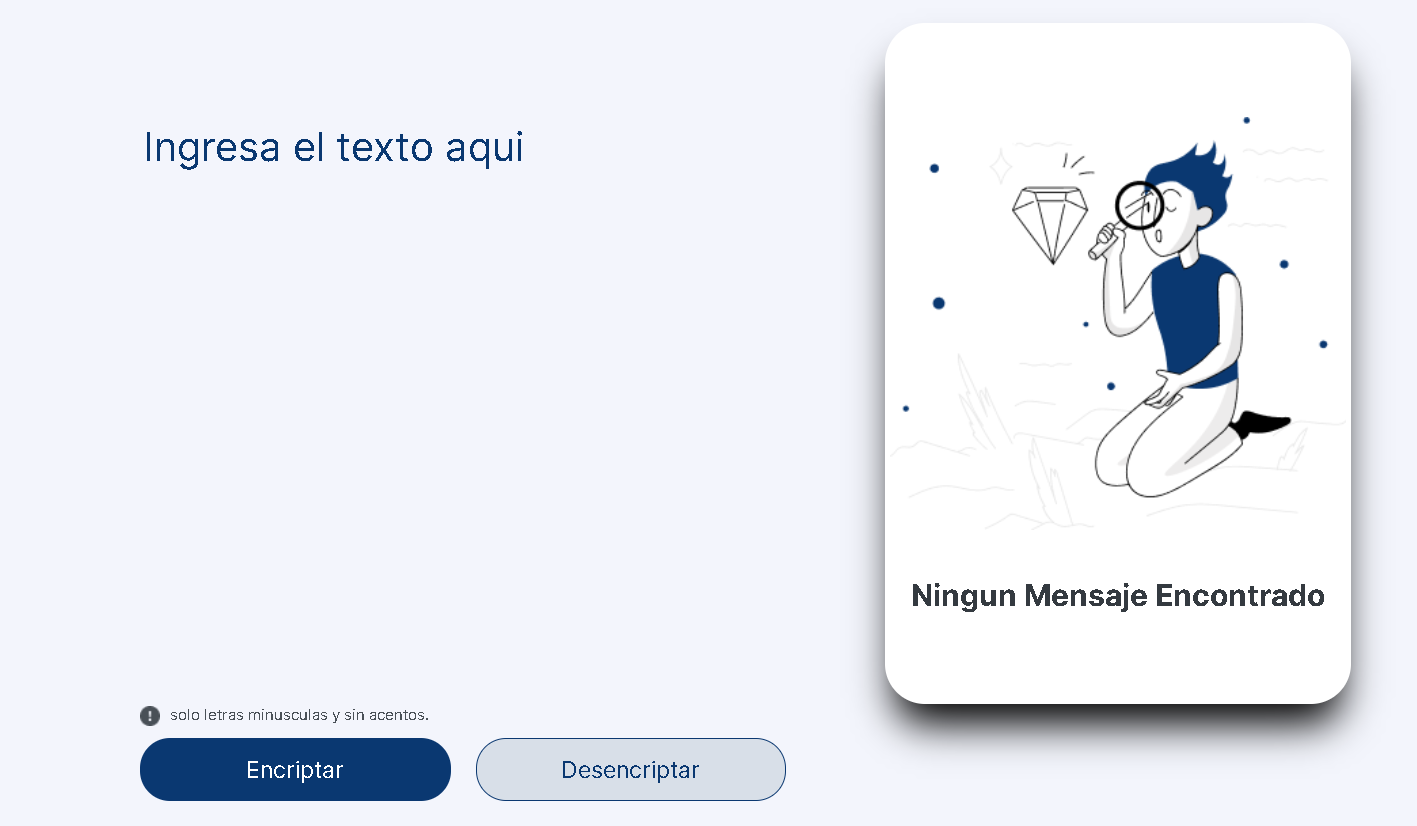 Ingresa el texto aqui
Ningun Mensaje Encontrado
solo letras minusculas y sin acentos.
Encriptar
Desencriptar